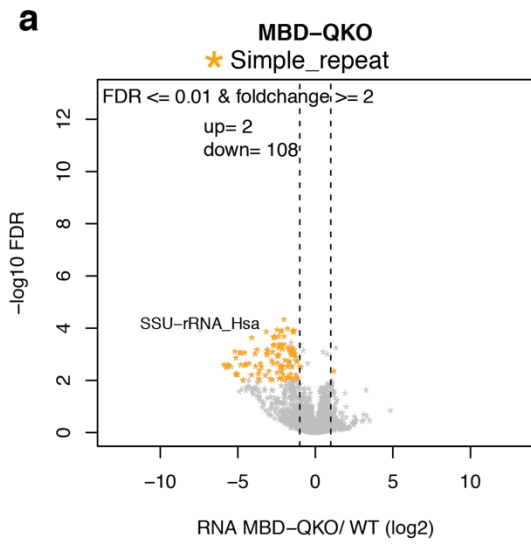 a
MBD−QKO
* Simple_repeat
FDR <= 0.01 & foldchange >= 2
up= 2
down= 108
SSU−rRNA_Hsa
−log10 FDR
12
10
8
6
4
2
0
−10 −5 0 5 10
RNA MBD−QKO/ WT (log2)